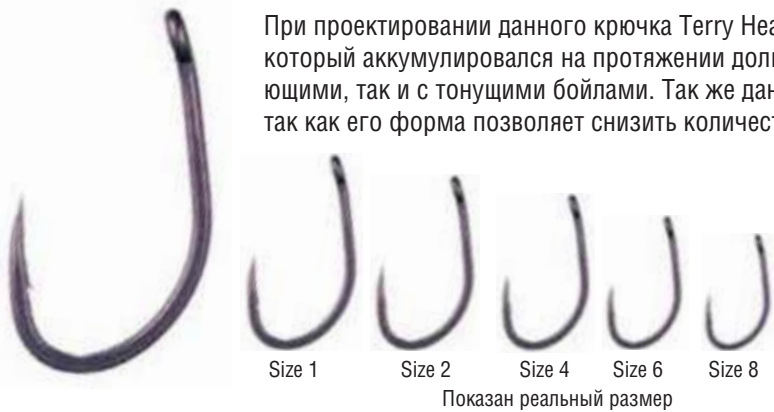 При проектировании данного крючка Terry Hea
который аккумулировался на протяжении долг
ющими, так и с тонущими бойлами. Так же дан
так как его форма позволяет снизить количест
Size 1 Size 2 Size 4 Size 6 Size 8
Показан реальный размер